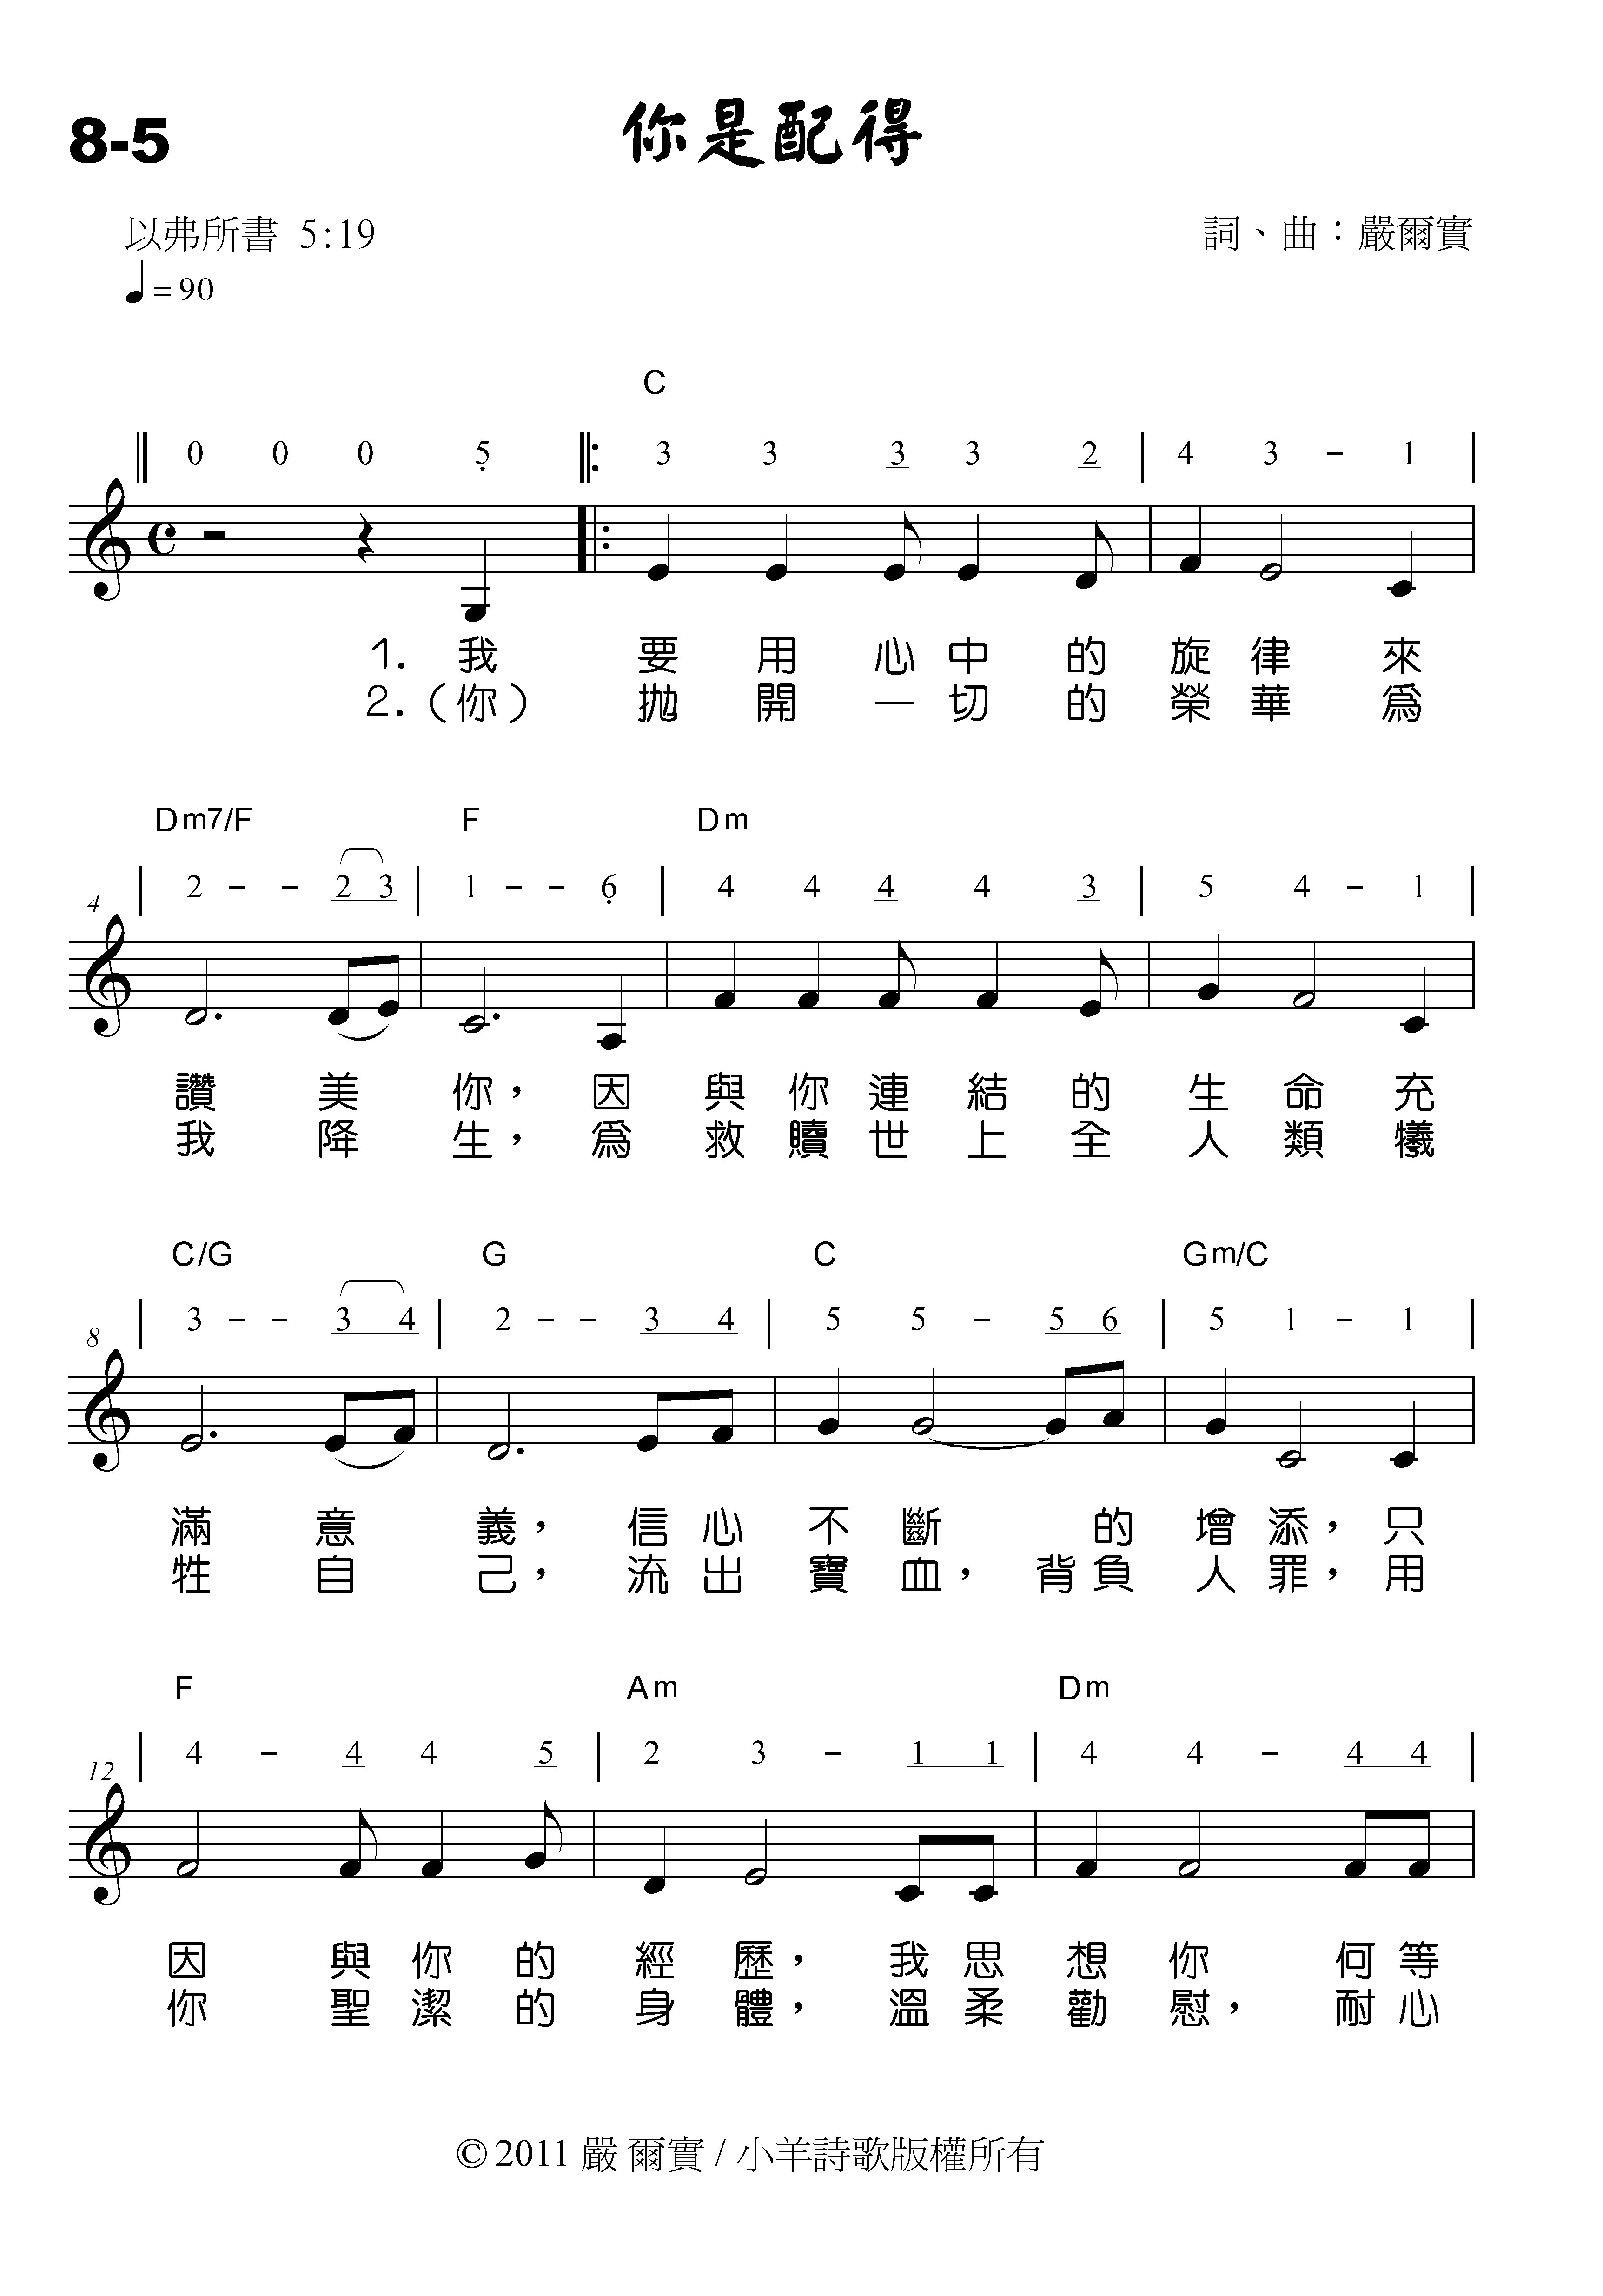 8-5
你是配得
以弗所書 5:19
詞、曲：嚴爾實
♩=90
C
0 0 0 5 3 3 3 3 2 4 3 - 1
1. 我 要 用 心 中 的 旋 律 來
2.(你) 拋 開 一 切 的 榮 華 爲
Dm7/F F Dm
2 - - 2 3 1 - - 6 4 4 4 4 3 5 4 - 1
4
讚 美 你， 因 與 你 連 結 的 生 命 充
我 降 生， 爲 救 贖 世 上 全 人 類 犧
C/G G C Gm/C
3 - - 3 4 2 - - 3 4 5 5 - 5 6 5 1 - 1
8
滿 意 義， 信 心 不 斷 的 增 添， 只
牲 自 己， 流 出 寶 血， 背 負 人 罪， 用
F Am Dm
4 - 4 4 5 2 3 - 1 1 4 4 - 4 4
12
因 與 你 的 經 歷， 我 思 想 你 何 等
你 聖 潔 的 身 體， 溫 柔 勸 慰， 耐 心
© 2011 嚴 爾實 / 小羊詩歌版權所有